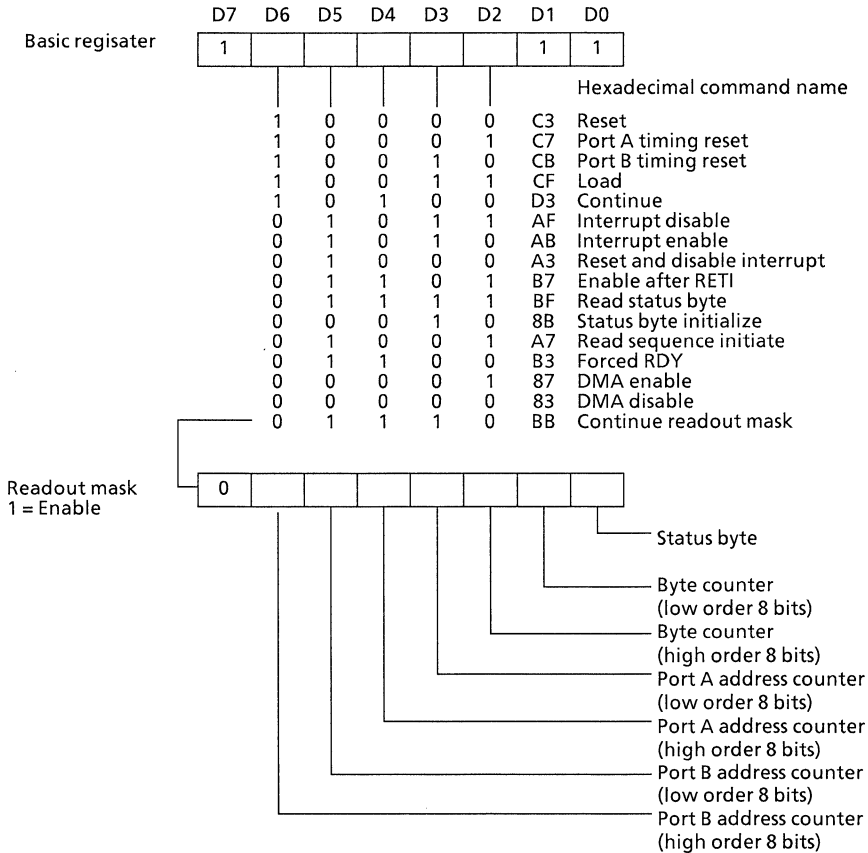 D7 D6 D5 D4 D3 D2 D1 D0
Basic regisater 1 1 1
Hexadecimal command name
1 0 0 0 0 C3 Reset
1 0 0 0 1 C7 Port A timing reset
1 0 0 1 0 CB Port B timing reset
1 0 0 1 1 CF Load
1 0 1 0 0 D3 Continue
0 1 0 1 1 AF Interrupt disable
0 1 0 1 0 AB Interrupt enable
0 1 0 0 0 A3 Reset and disable interrupt
0 1 1 0 1 B7 Enable after RETI
0 1 1 1 1 BF Read status byte
0 0 0 1 0 8B Status byte initialize
0 1 0 0 1 A7 Read sequence initiate
0 1 1 0 0 B3 Forced RDY
0 0 0 0 1 87 DMA enable
0 0 0 0 0 83 DMA disable
0 1 1 1 0 BB Continue readout mask
Readout mask 0
1 = Enable
Status byte
Byte counter
(low order 8 bits)
Byte counter
(high order 8 bits)
Port A address counter
(low order 8 bits)
Port A address counter
(high order 8 bits)
Port B address counter
(low order 8 bits)
Port B address counter
(high order 8 bits)